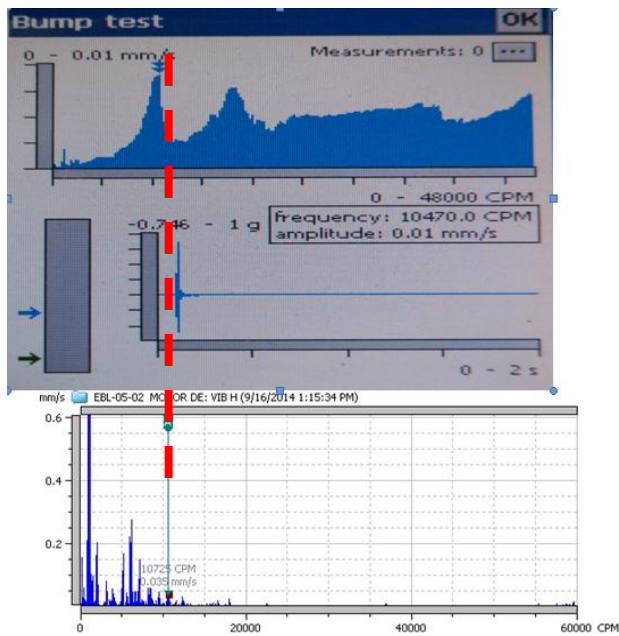 Bump test OK
0 - 0.01 mm/s Measurements: 0 ...
0 - 48000 CPM
-0.746 - 1 g
frequency: 10470.0 CPM
amplitude: 0.01 mm/s
0 - 2 s
mm/s EBL-05-02 MOTOR DE: VIB H (9/16/2014 1:15:34 PM)
0.6
0.4
0.2
10725 CPM
0.035 mm/s
0 20000 40000 60000 CPM